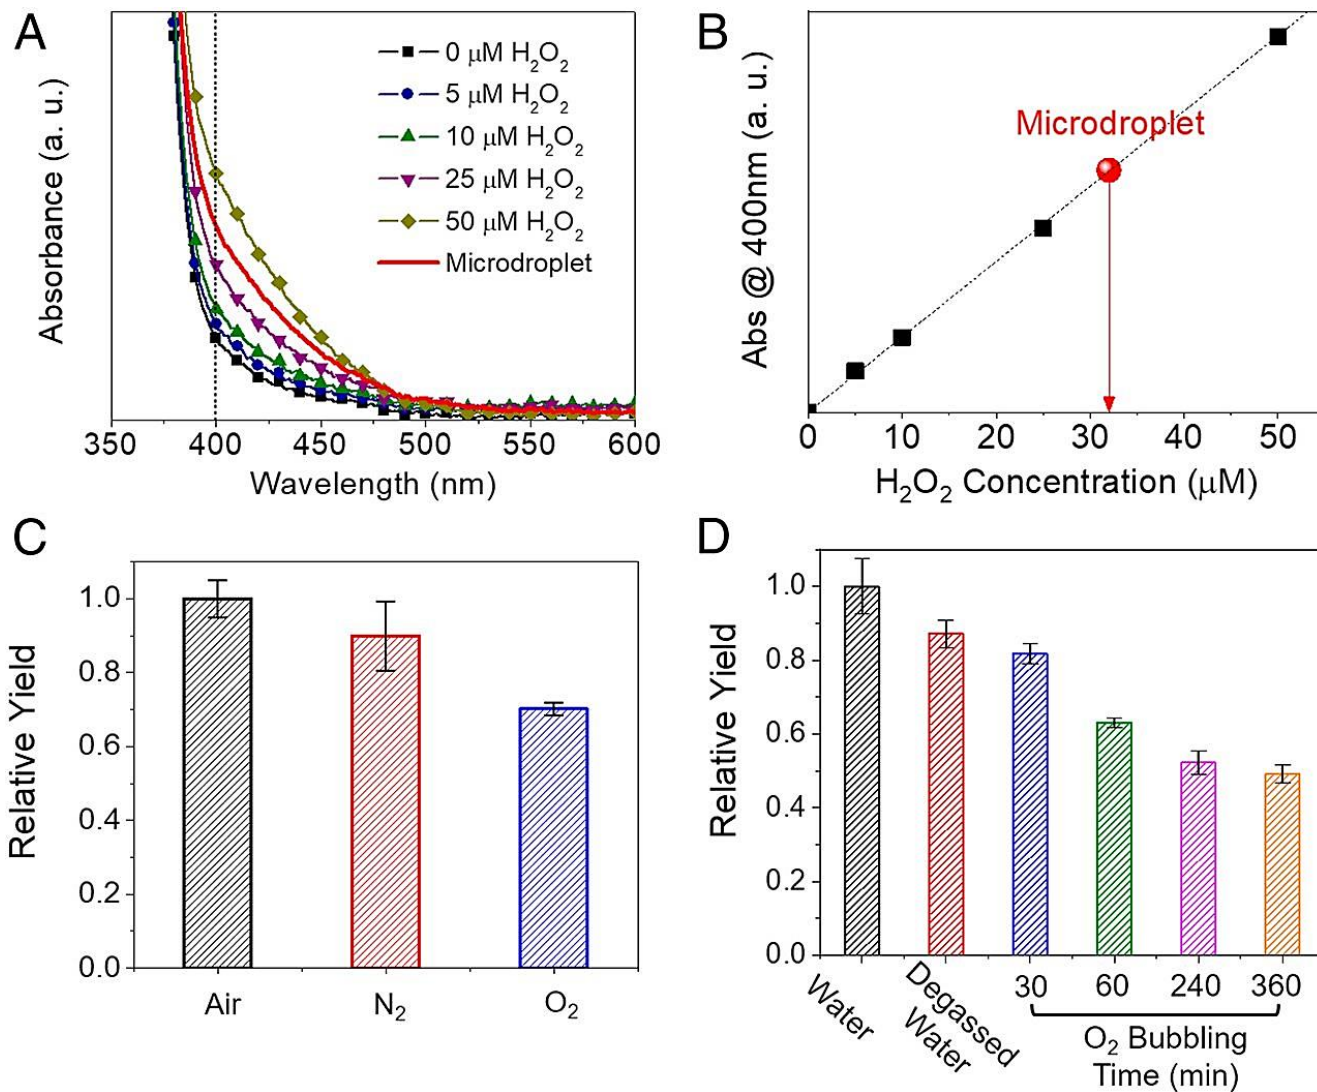 A
Absorbance (a. u.)
0 μM H₂O₂
5 μM H₂O₂
10 μM H₂O₂
25 μM H₂O₂
50 μM H₂O₂
Microdroplet
350 400 450 500 550 600
Wavelength (nm)
B
Abs @ 400nm (a. u.)
Microdroplet
0 10 20 30 40 50
H₂O₂ Concentration (μM)
C
Relative Yield
1.0
0.8
0.6
0.4
0.2
0.0
Air N₂ O₂
D
Relative Yield
1.0
0.8
0.6
0.4
0.2
0.0
Water
Degassed
Water
30 60 240 360
O₂ Bubbling
Time (min)